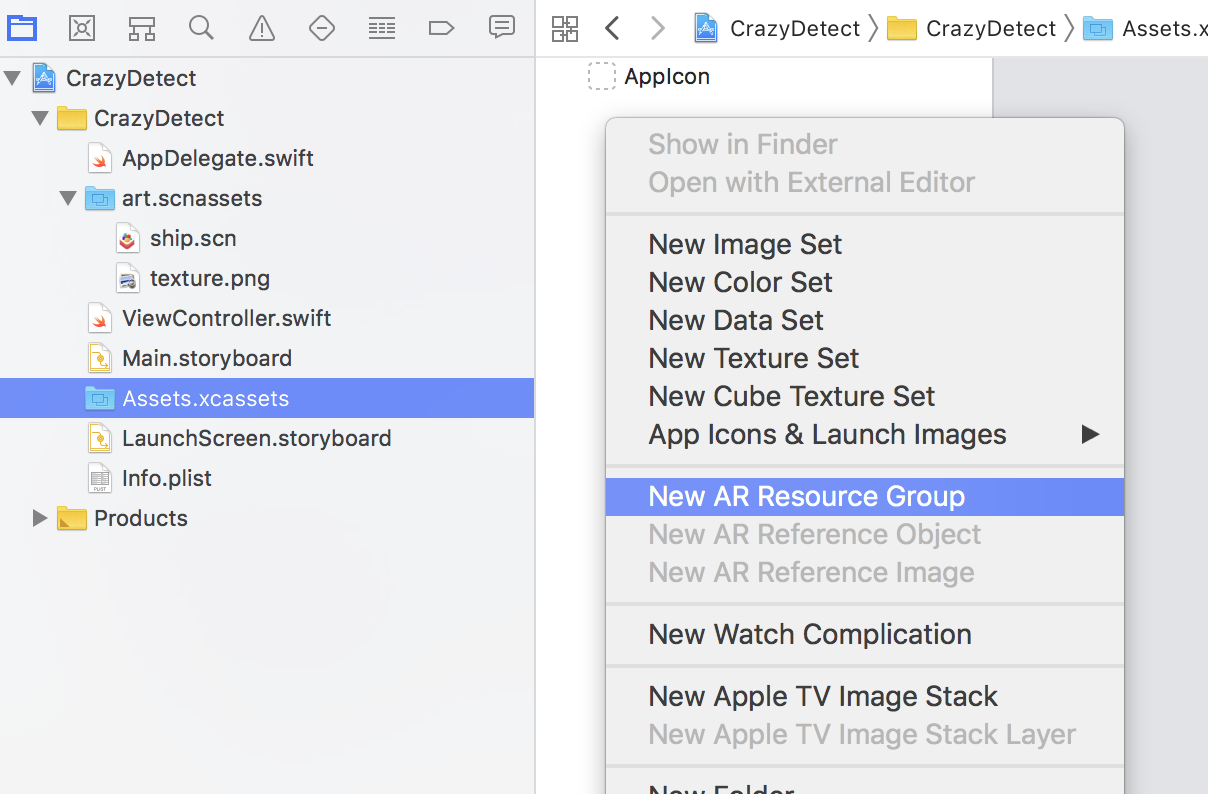 CrazyDetect
CrazyDetect
AppDelegate.swift
art.scnassets
ship.scn
texture.png
ViewController.swift
Main.storyboard
Assets.xcassets
LaunchScreen.storyboard
Info.plist
Products
CrazyDetect CrazyDetect Assets.x
AppIcon
Show in Finder
Open with External Editor
New Image Set
New Color Set
New Data Set
New Texture Set
New Cube Texture Set
App Icons & Launch Images
New AR Resource Group
New AR Reference Object
New AR Reference Image
New Watch Complication
New Apple TV Image Stack
New Apple TV Image Stack Layer
New Folder